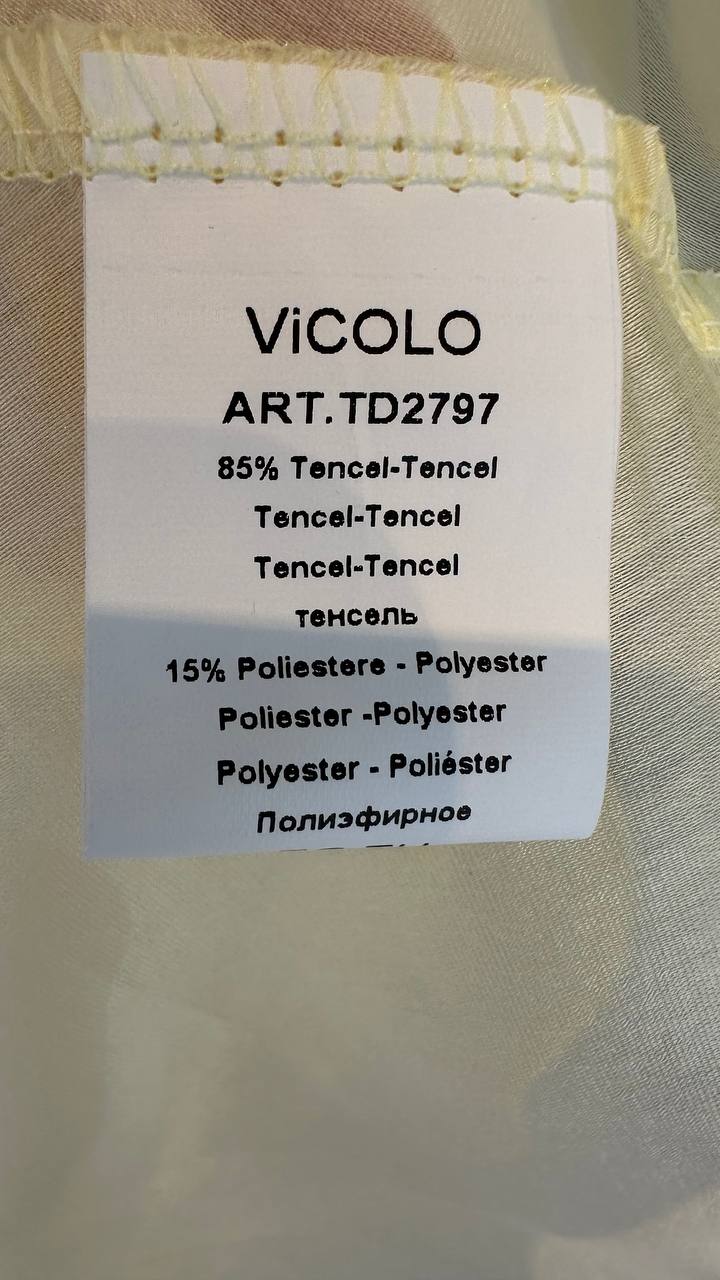 ViCOLO
ART.TD2797
85% Tencel-Tencel
Tencel-Tencel
Tencel-Tencel
тенсель
15% Poliestere - Polyester
Poliester -Polyester
Polyester - Poliéster
Полиэфирное